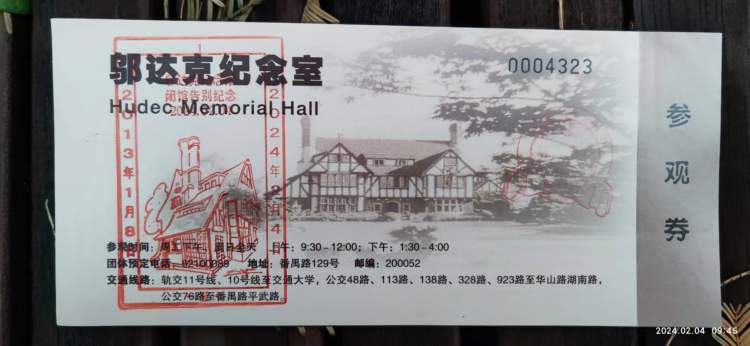 邬达克纪念室
Hudec Memorial Hall
0004323
参观券
闭馆告别纪念
2013年1月8日
2024年2月4
参观时间：周二下午、周日全天 上午：9:30-12:00；下午：1:30-4:00
团体预定电话： 地址：番禺路129号 邮编：200052
交通线路：轨交11号线、10号线至交通大学，公交48路、113路、138路、328路、923路至华山路湖南路，
公交76路至番禺路平武路
2024.02.04 09:45